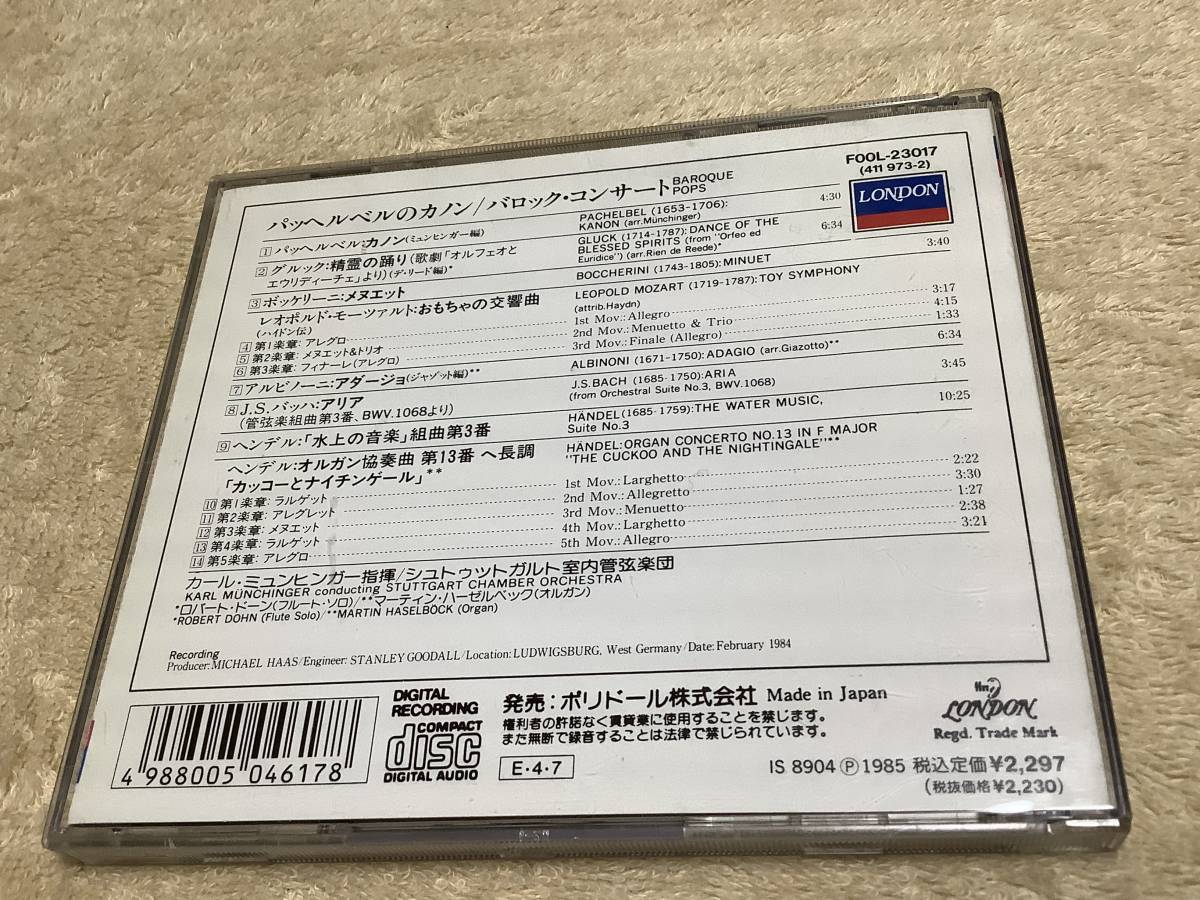 F00L-23017
(411 973-2)
LONDON
パッヘルベルのカノン/バロック・コンサート BAROQUE POPS
1 パッヘルベル:カノン(ミュンヒンガー編)
PACHELBEL (1653-1706):
KANON (arr.Münchinger)
4:30
2 グルック:精霊の踊り(歌劇「オルフェオと
エウリディーチェ」より)(デ・リード編)*
GLUCK (1714-1787): DANCE OF THE
BLESSED SPIRITS (from "Orfeo ed
Euridice") (arr.Rien de Reede)*
6:34
3 ボッケリーニ:メヌエット
BOCCHERINI (1743-1805): MINUET
3:40
レオポルド・モーツァルト:おもちゃの交響曲
(ハイドン伝)
LEOPOLD MOZART (1719-1787): TOY SYMPHONY
(attrib.Haydn)
4 第1楽章: アレグロ 1st Mov.: Allegro 3:17
5 第2楽章: メヌエット&トリオ 2nd Mov.: Menuetto & Trio 4:15
6 第3楽章: フィナーレ(アレグロ) 3rd Mov.: Finale (Allegro) 1:33
7 アルビノーニ:アダージョ(ジャゾット編)**
ALBINONI (1671-1750): ADAGIO (arr.Giazotto)**
6:34
8 J.S.バッハ:アリア
(管弦楽組曲第3番、BWV.1068より)
J.S.BACH (1685-1750): ARIA
(from Orchestral Suite No.3, BWV.1068)
3:45
9 ヘンデル:「水上の音楽」組曲第3番
HÄNDEL(1685-1759): THE WATER MUSIC,
Suite No.3
10:25
ヘンデル:オルガン協奏曲 第13番 ヘ長調
「カッコーとナイチンゲール」**
HÄNDEL: ORGAN CONCERTO NO.13 IN F MAJOR
"THE CUCKOO AND THE NIGHTINGALE"**
10 第1楽章: ラルゲット 1st Mov.: Larghetto 2:22
11 第2楽章: アレグレット 2nd Mov.: Allegretto 3:30
12 第3楽章: メヌエット 3rd Mov.: Menuetto 1:27
13 第4楽章: ラルゲット 4th Mov.: Larghetto 2:38
14 第5楽章: アレグロ 5th Mov.: Allegro 3:21
カール・ミュンヒンガー指揮/シュトゥットガルト室内管弦楽団
KARL MÜNCHINGER conducting STUTTGART CHAMBER ORCHESTRA
*ロバート・ドーン(フルート・ソロ)/**マーティン・ハーゼルベック(オルガン)
*ROBERT DOHN (Flute Solo)/**MARTIN HASELBÖCK (Organ)
Recording
Producer: MICHAEL HAAS/Engineer: STANLEY GOODALL/Location: LUDWIGSBURG, West Germany/Date: February 1984
4 988005 046178
DIGITAL
RECORDING
COMPACT
disc
DIGITAL AUDIO
発売:ポリドール株式会社 Made in Japan
権利者の許諾なく賃貸業に使用することを禁じます。
また無断で録音することは法律で禁じられています。
E・4・7
LONDON
Regd. Trade Mark
IS 8904 Ⓟ 1985 税込定価¥2,297
(税抜価格¥2,230)